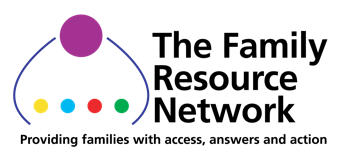 The Family
Resource
Network
Providing families with access, answers and action